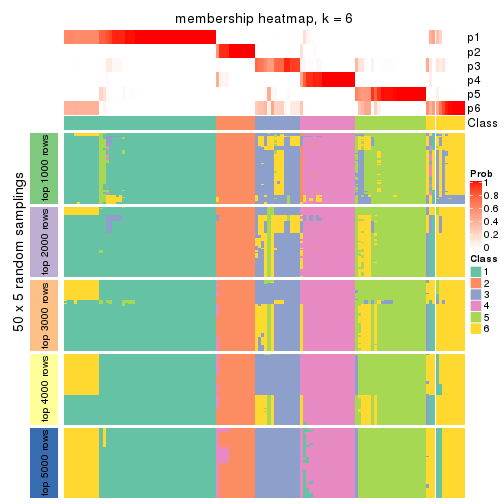 membership heatmap, k = 6
p1
p2
p3
p4
p5
p6
Class
50 x 5 random samplings
top 1000 rows
top 2000 rows
top 3000 rows
top 4000 rows
top 5000 rows
Prob
1
0.8
0.6
0.4
0.2
0
Class
1
2
3
4
5
6